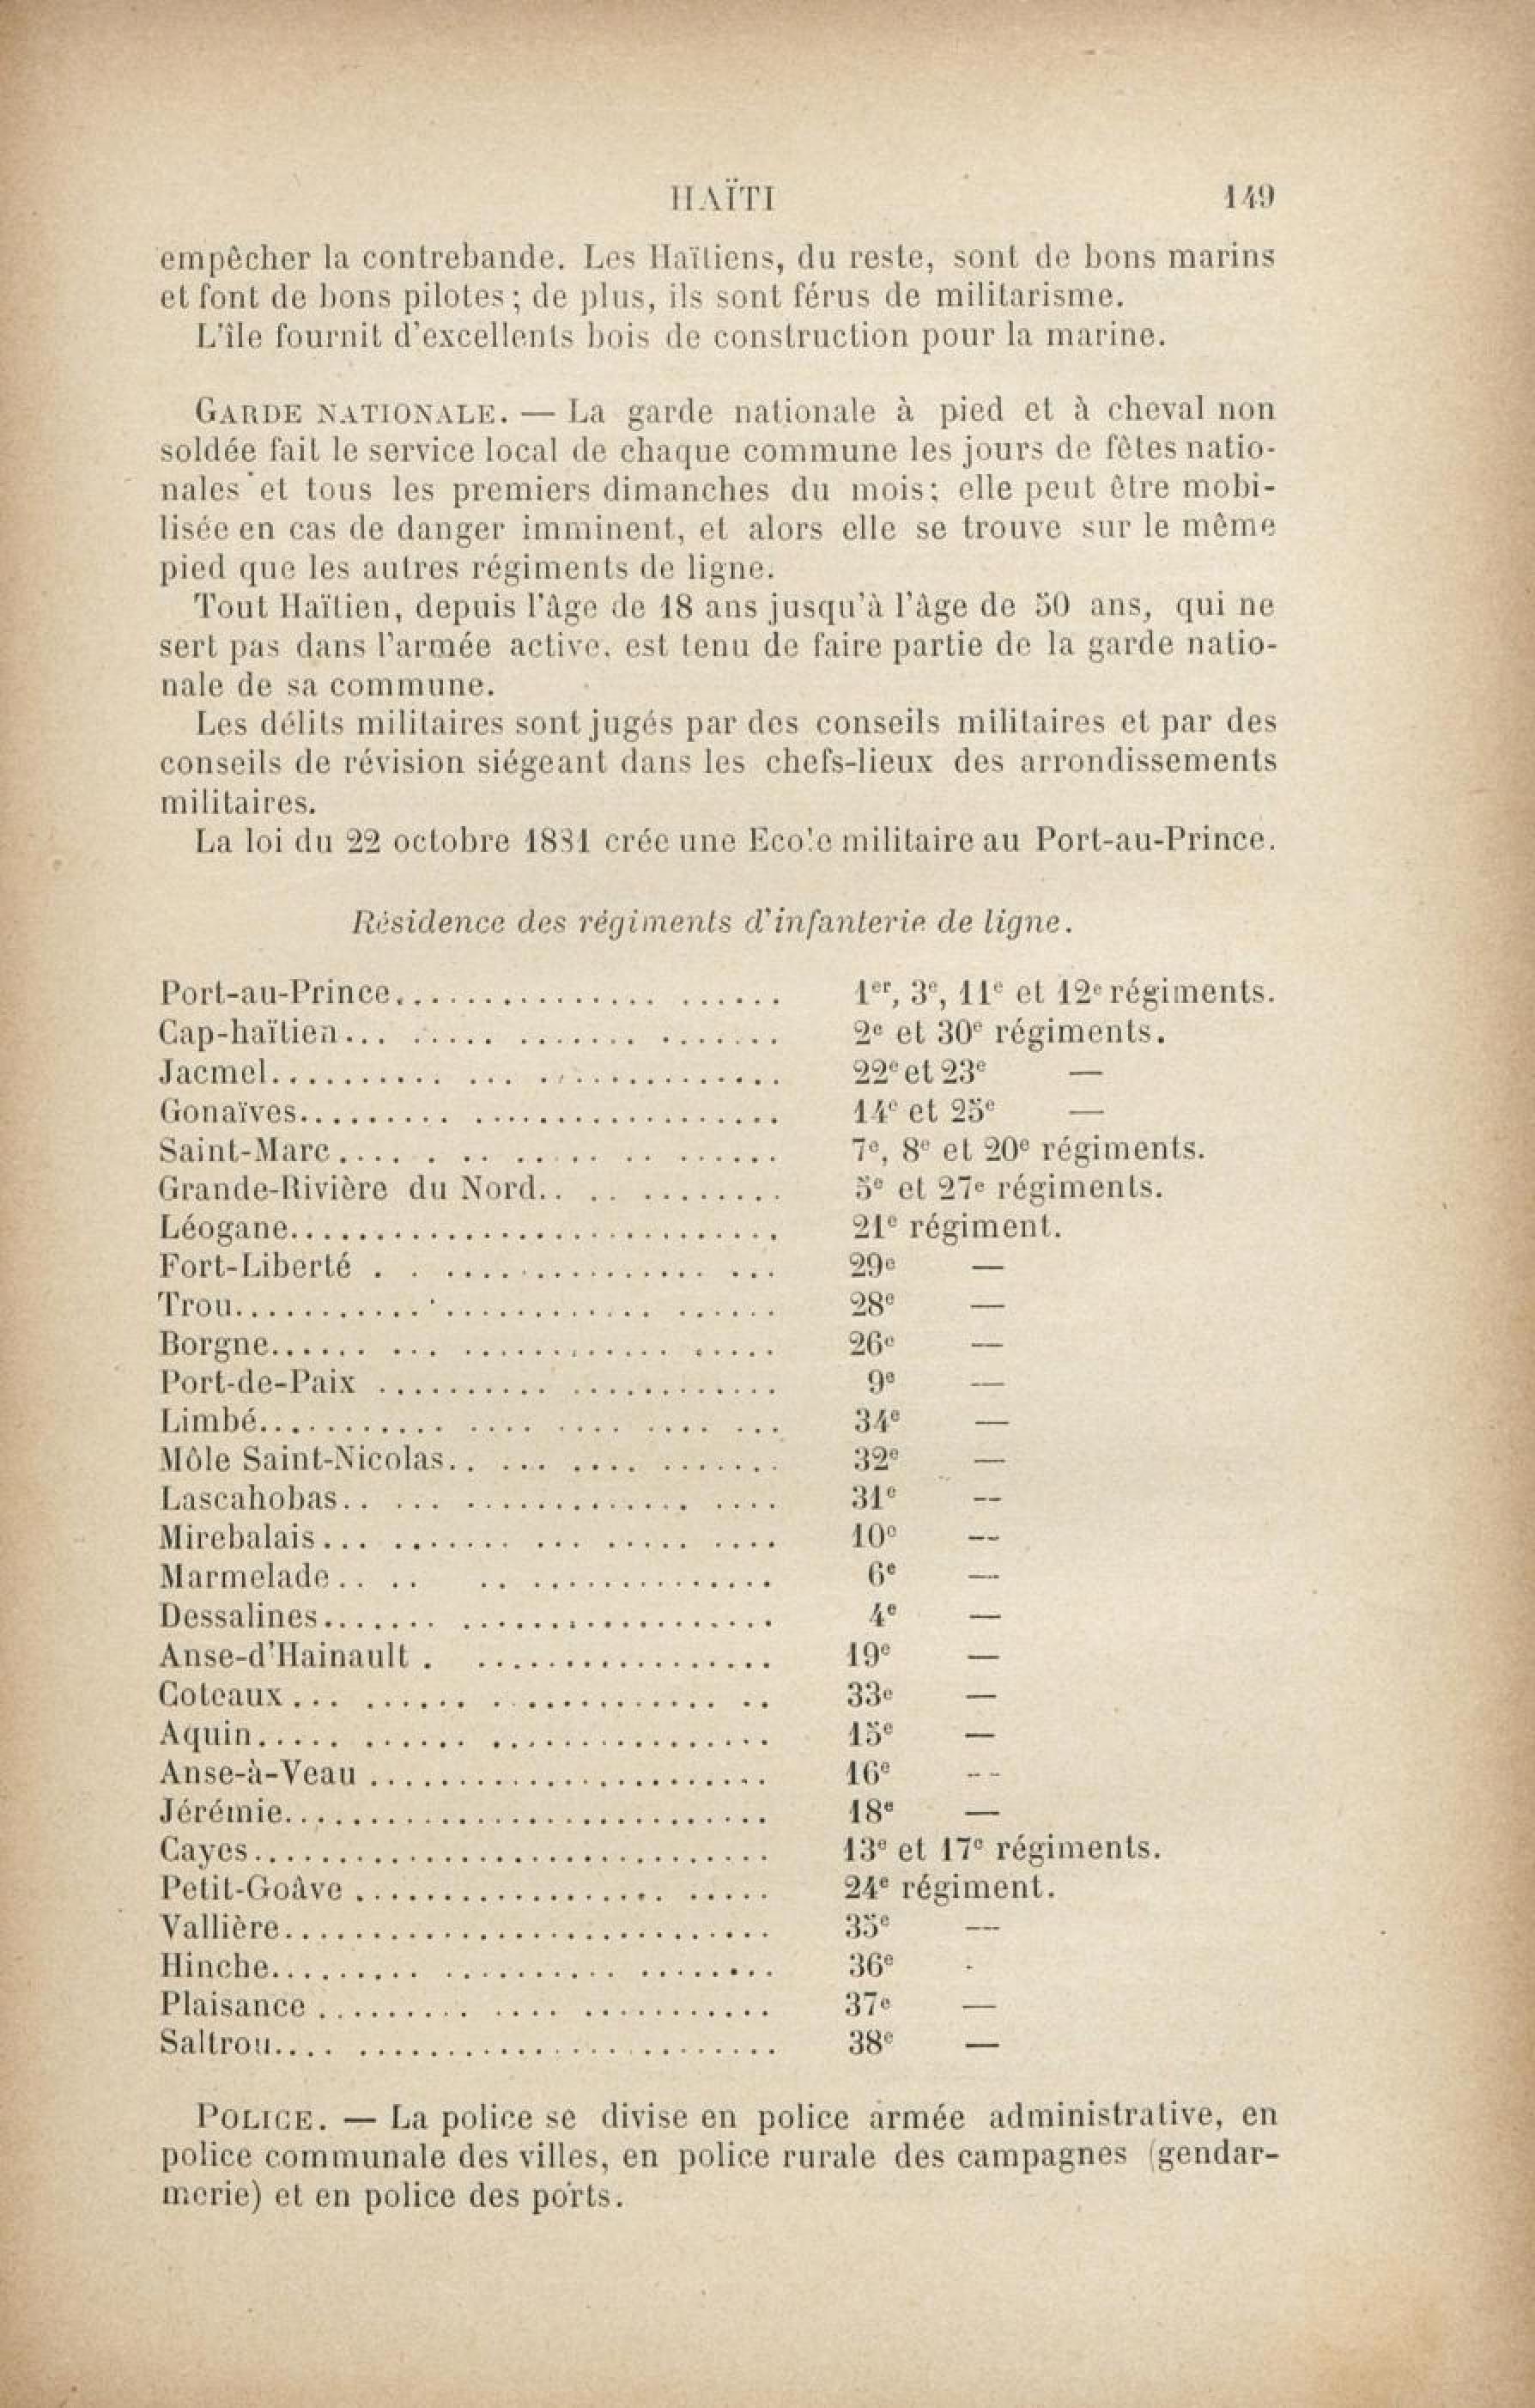 HAÏTI 149
empêcher la contrebande. Les Haïtiens, du reste, sont de bons marins
et font de bons pilotes; de plus, ils sont férus de militarisme.
L'île fournit d'excellents bois de construction pour la marine.
GARDE NATIONALE. — La garde nationale à pied et à cheval non
soldée fait le service local de chaque commune les jours de fêtes natio-
nales et tous les premiers dimanches du mois; elle peut être mobi-
lisée en cas de danger imminent, et alors elle se trouve sur le même
pied que les autres régiments de ligne.
Tout Haïtien, depuis l'âge de 18 ans jusqu'à l'âge de 50 ans, qui ne
sert pas dans l'armée active, est tenu de faire partie de la garde natio-
nale de sa commune.
Les délits militaires sont jugés par des conseils militaires et par des
conseils de révision siégeant dans les chefs-lieux des arrondissements
militaires.
La loi du 22 octobre 1881 crée une Ecole militaire au Port-au-Prince.
Résidence des régiments d'infanterie de ligne.
Port-au-Prince........................ 1er, 3e, 11e et 12e régiments.
Cap-haïtien........................ 2e et 30e régiments.
Jacmel........................ 22e et 23e —
Gonaïves........................ 14e et 25e —
Saint-Marc........................ 7e, 8e et 20e régiments.
Grande-Rivière du Nord............ 5e et 27e régiments.
Léogane........................ 21e régiment.
Fort-Liberté........................ 29e —
Trou........................ 28e —
Borgne........................ 26e —
Port-de-Paix........................ 9e —
Limbé........................ 34e —
Môle Saint-Nicolas.................. 32e —
Lascahobas........................ 31e —
Mirebalais........................ 10e —
Marmelade........................ 6e —
Dessalines........................ 4e —
Anse-d'Hainault.................... 19e —
Coteaux........................ 33e —
Aquin........................ 15e —
Anse-à-Veau........................ 16e —
Jérémie........................ 18e —
Cayes........................ 13e et 17e régiments.
Petit-Goâve........................ 24e régiment.
Vallière........................ 35e —
Hinche........................ 36e -
Plaisance........................ 37e —
Saltrou........................ 38e —
POLICE. — La police se divise en police armée administrative, en
police communale des villes, en police rurale des campagnes (gendar-
merie) et en police des ports.